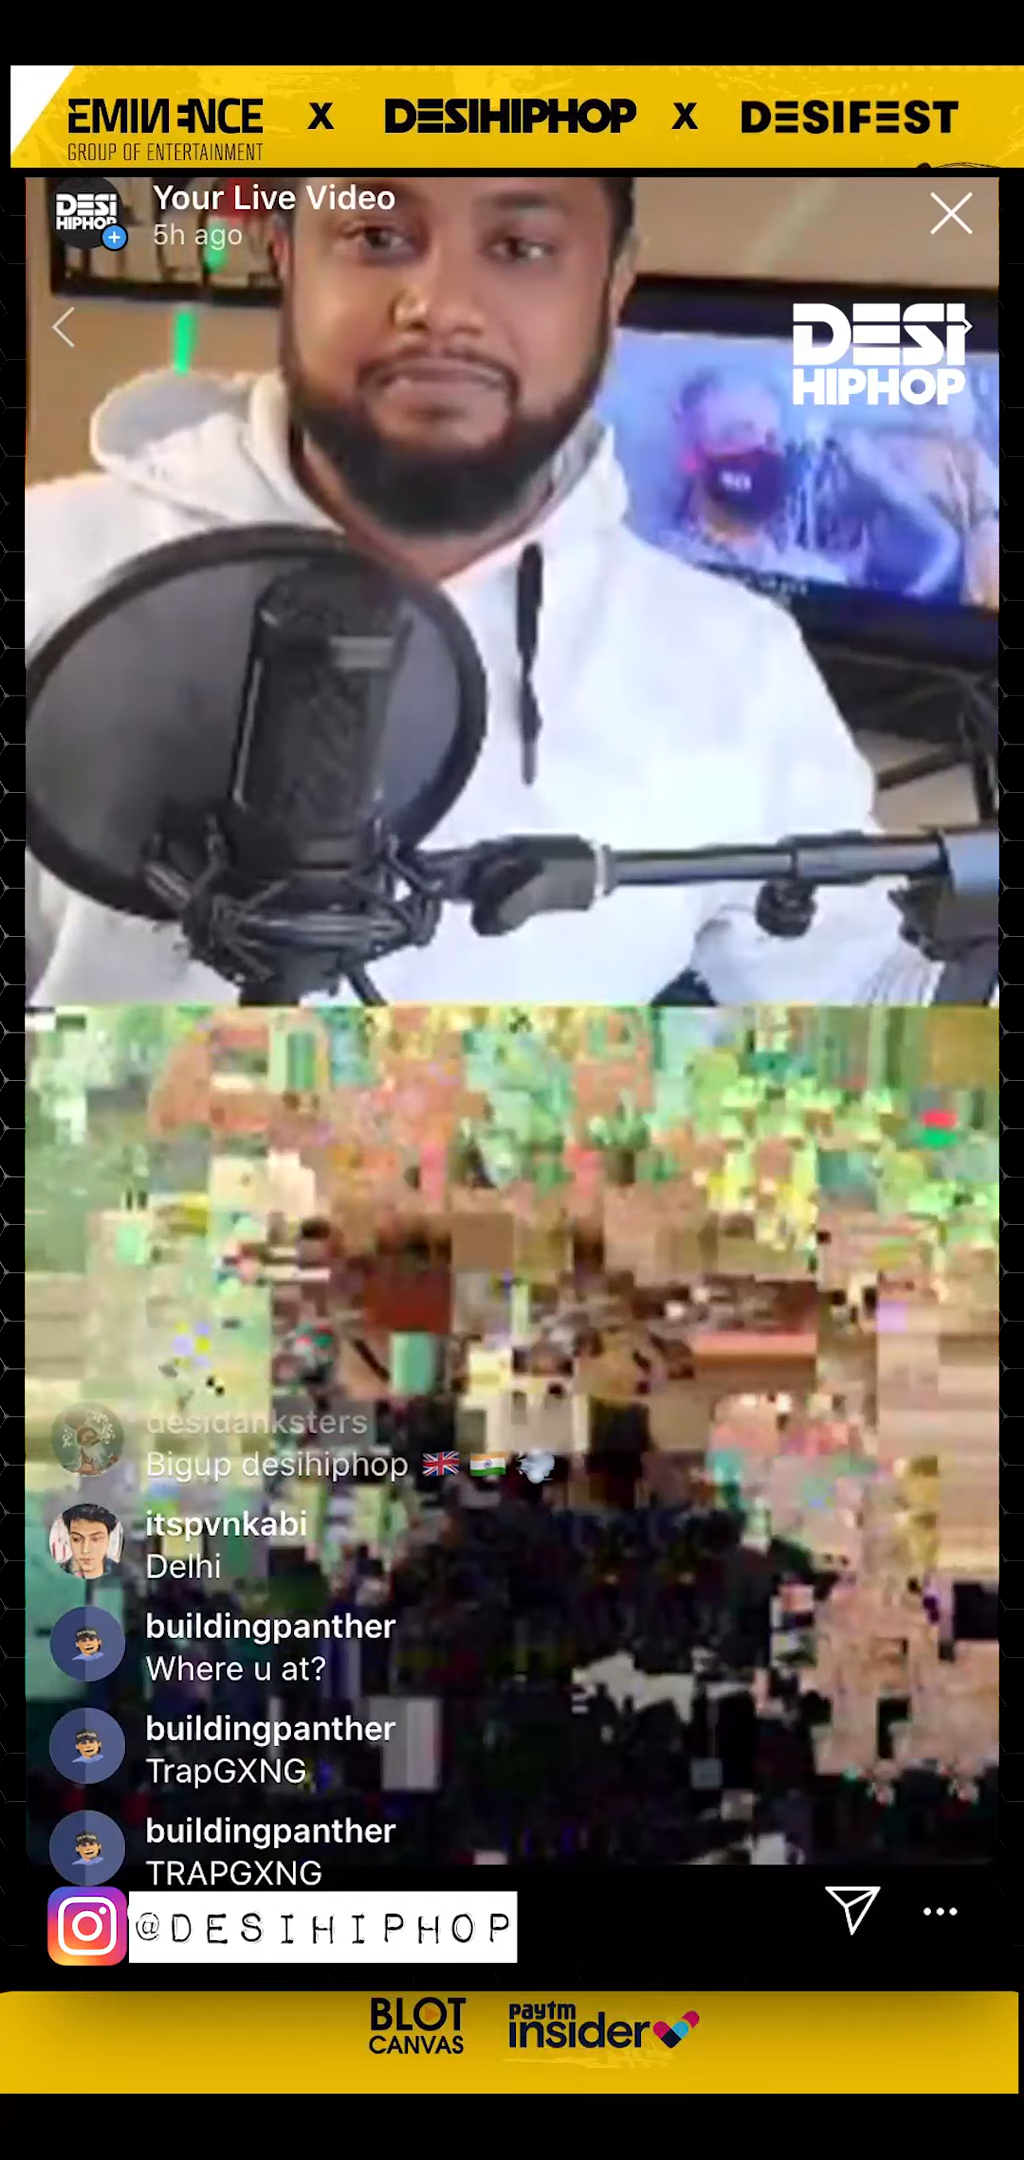 EMINENCE X DESIHIPHOP X DESIFEST
GROUP OF ENTERTAINMENT
DESI
HIPHOP
Your Live Video
5h ago
DESI
HIPHOP
desidanksters
Bigup desihiphop 🇬🇧 🇮🇳 💨
itspvnkabi
Delhi
buildingpanther
Where u at?
buildingpanther
TrapGXNG
buildingpanther
TRAPGXNG
@DESIHIPHOP
BLOT
CANVAS
paytm
insider